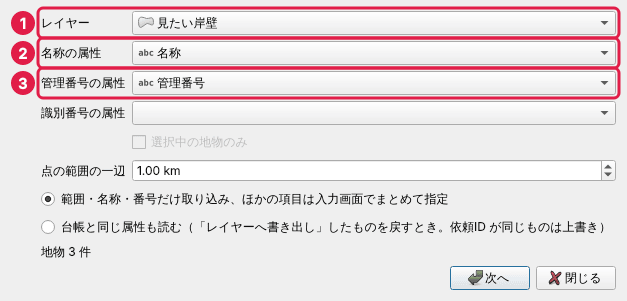 1 レイヤー 見たい岸壁
2 名称の属性 abc 名称
3 管理番号の属性 abc 管理番号
識別番号の属性
選択中の地物のみ
点の範囲の一辺 1.00 km
範囲・名称・番号だけ取り込み、ほかの項目は入力画面でまとめて指定
台帳と同じ属性も読む（「レイヤーへ書き出し」したものを戻すとき。依頼ID が同じものは上書き）
地物 3 件
次へ 閉じる